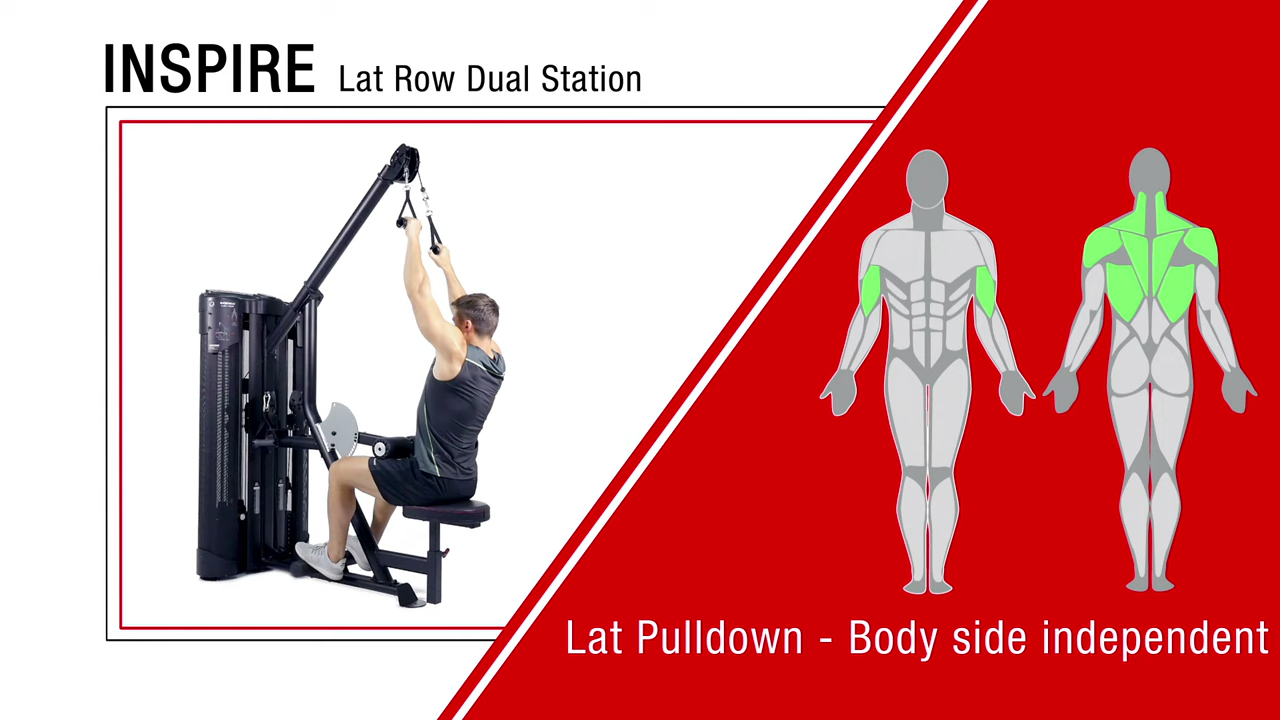 INSPIRE Lat Row Dual Station
Lat Pulldown - Body side independent